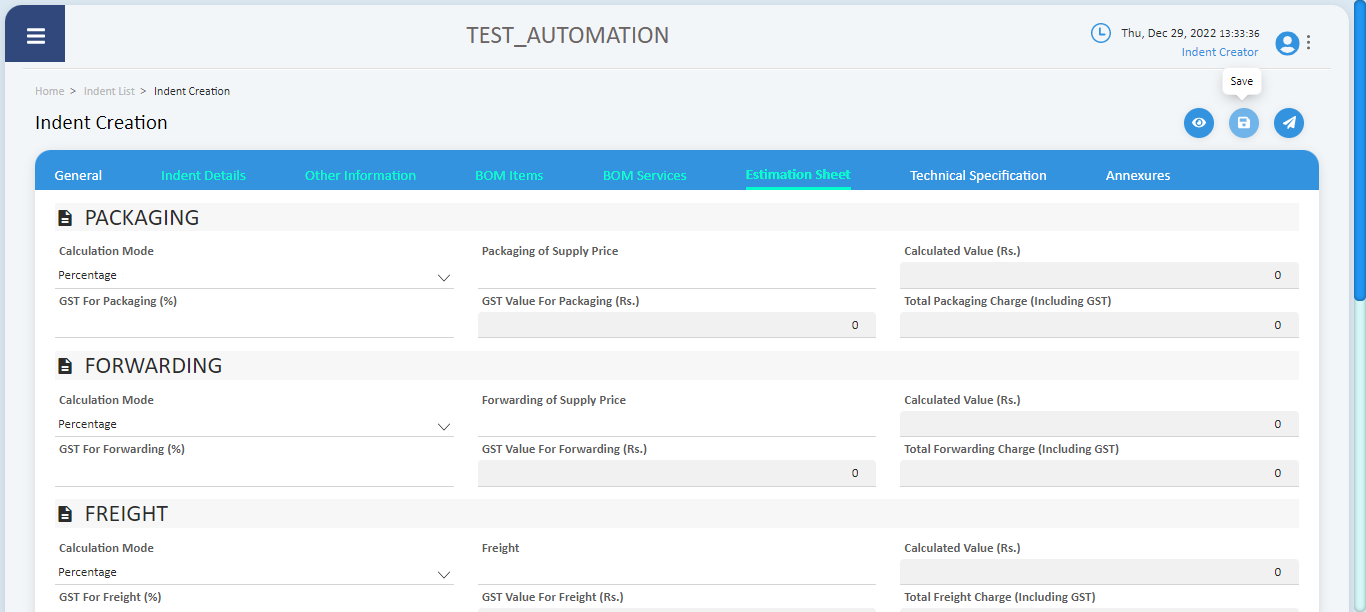 TEST_AUTOMATION
Thu, Dec 29, 2022 13:33:36
Indent Creator
Home > Indent List > Indent Creation
Save
Indent Creation
General Indent Details Other Information BOM Items BOM Services Estimation Sheet Technical Specification Annexures
PACKAGING
Calculation Mode Packaging of Supply Price Calculated Value (Rs.)
Percentage 0
GST For Packaging (%) GST Value For Packaging (Rs.) Total Packaging Charge (Including GST)
0 0
FORWARDING
Calculation Mode Forwarding of Supply Price Calculated Value (Rs.)
Percentage 0
GST For Forwarding (%) GST Value For Forwarding (Rs.) Total Forwarding Charge (Including GST)
0 0
FREIGHT
Calculation Mode Freight Calculated Value (Rs.)
Percentage 0
GST For Freight (%) GST Value For Freight (Rs.) Total Freight Charge (Including GST)